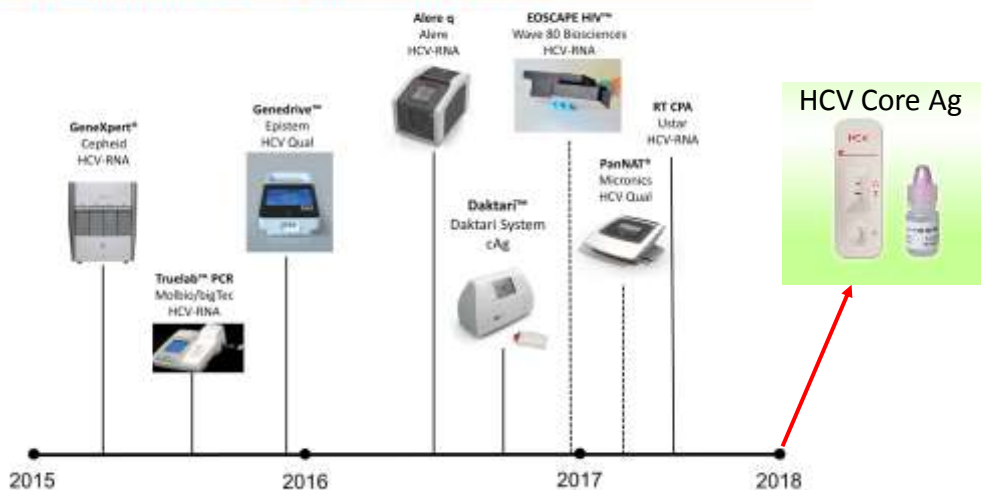 GeneXpert®
Cepheid
HCV-RNA
Truelab™ PCR
Molbio/bigTec
HCV-RNA
Genedrive™
Epistem
HCV Qual
Alere q
Alere
HCV-RNA
Daktari™
Daktari System
cAg
EOSCAPE HIV™
Wave 80 Biosciences
HCV-RNA
PanNAT®
Micronics
HCV Qual
RT CPA
Ustar
HCV-RNA
HCV Core Ag
HCV
C
T
2015
2016
2017
2018